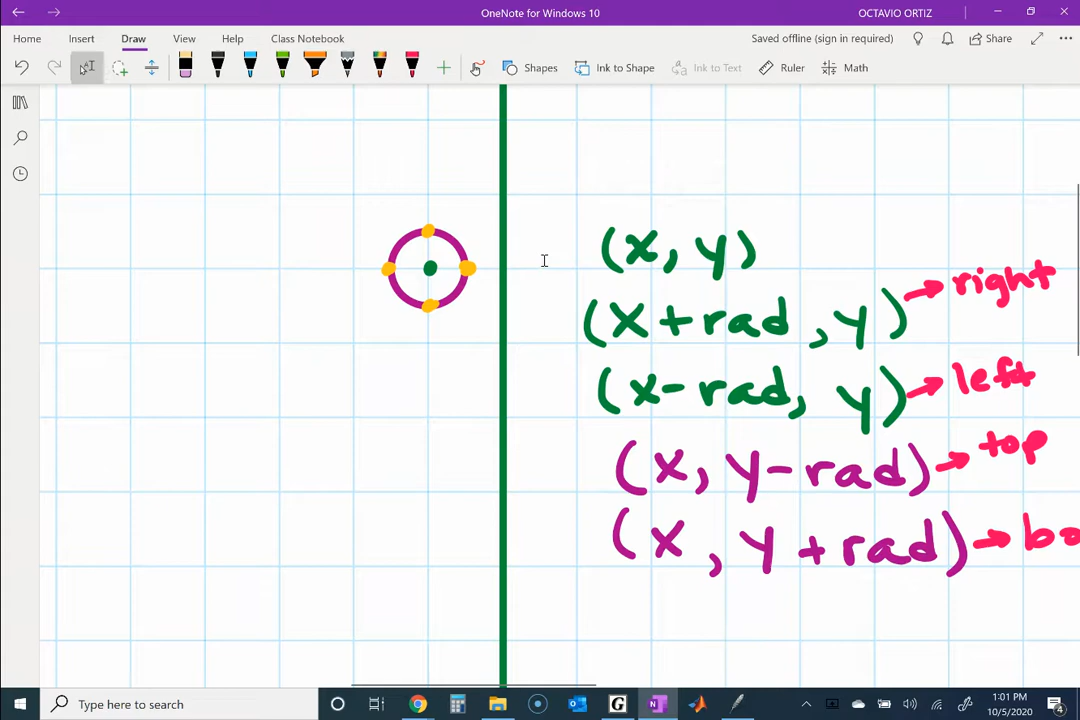 OneNote for Windows 10
OCTAVIO ORTIZ
Home Insert Draw View Help Class Notebook
Saved offline (sign in required)
Share
Shapes
Ink to Shape
Ink to Text
Ruler
Math
(x, y)
(x+rad, y) → right
(x-rad, y) → left
(x, y-rad) → top
(x, y+rad) → bo
Type here to search
G
N
1:01 PM
10/5/2020
4